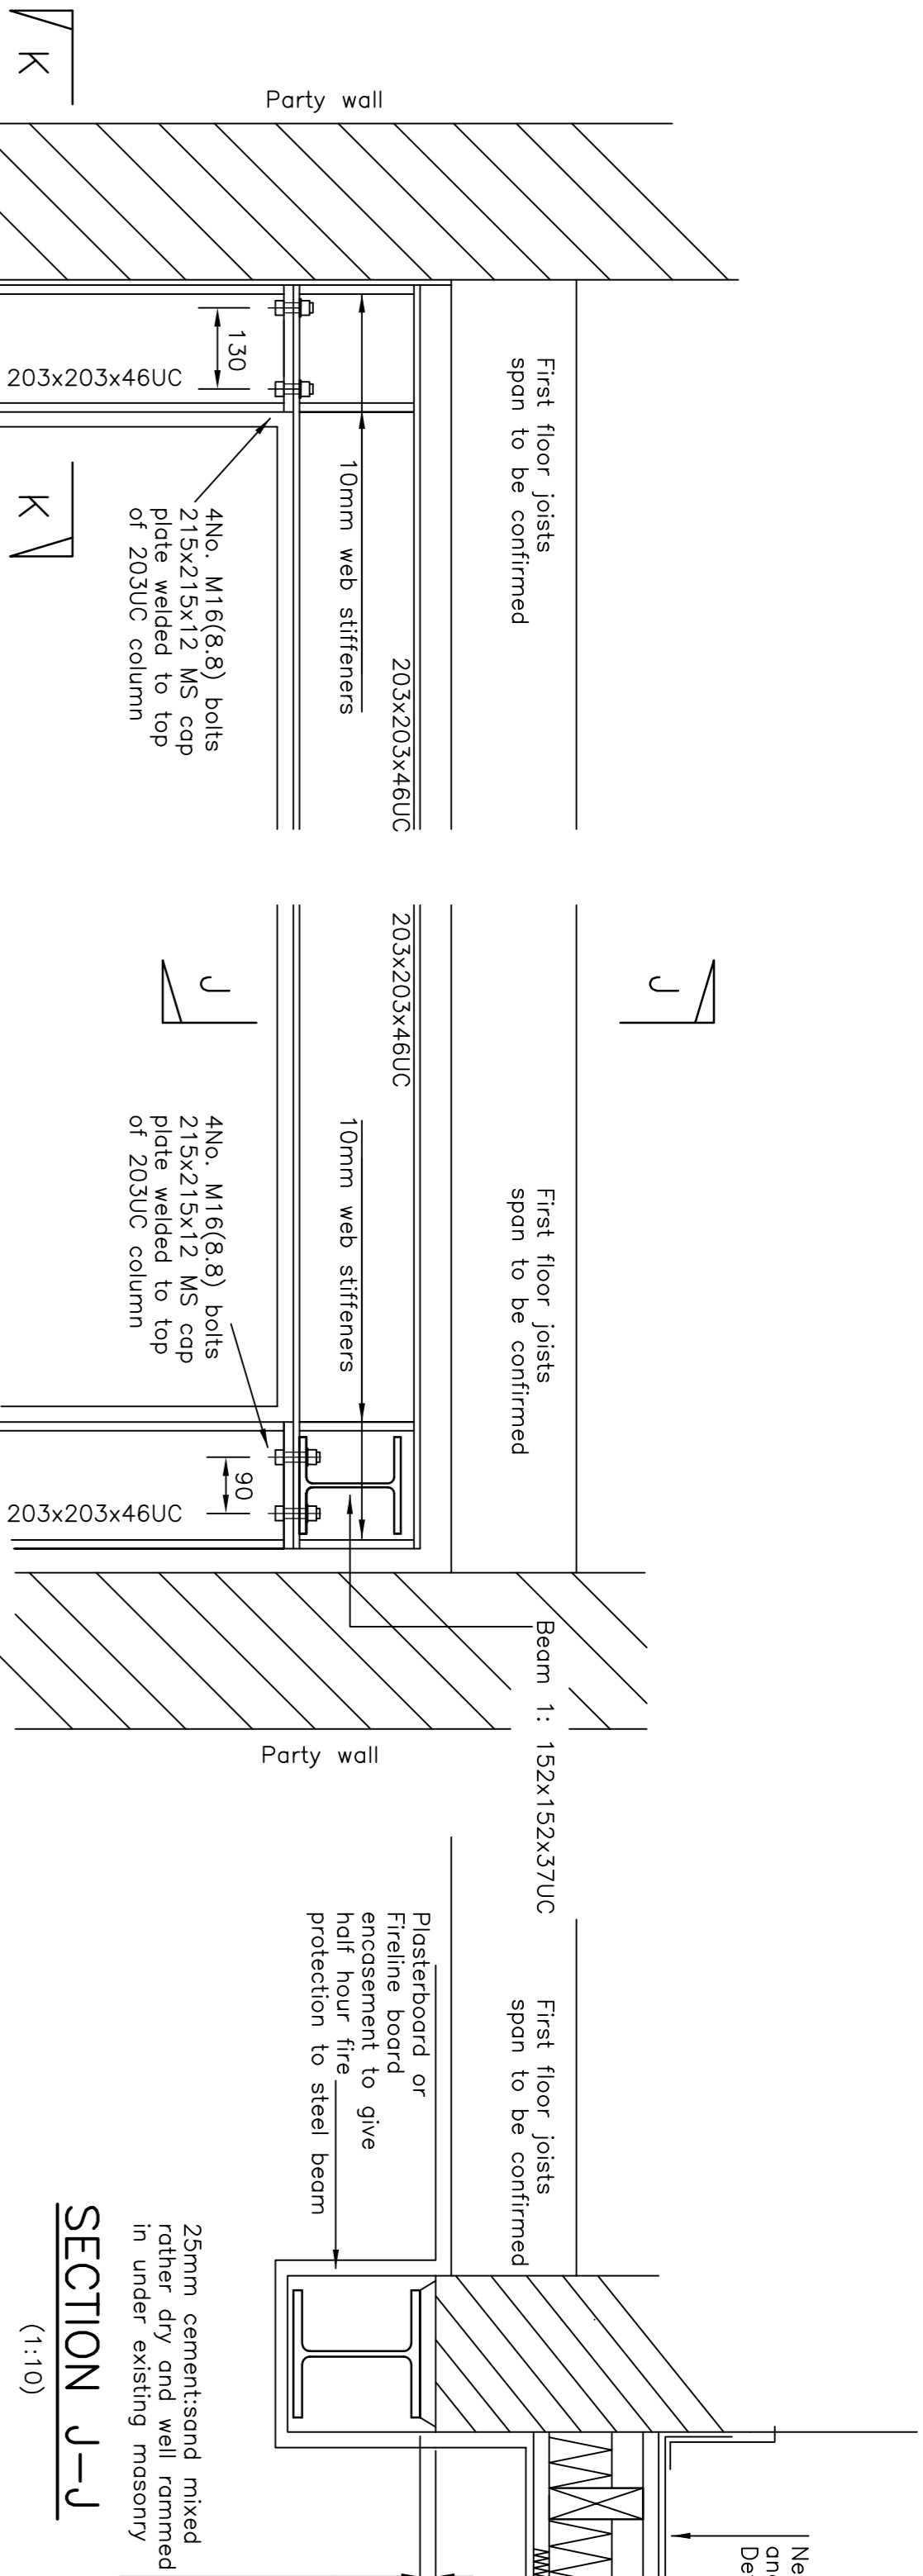 K
Party wall
First floor joists
span to be confirmed
130
203x203x46UC
K
10mm web stiffeners
203x203x46UC
4No. M16(8.8) bolts
215x215x12 MS cap
plate welded to top
of 203UC column
203x203x46UC
J
J
First floor joists
span to be confirmed
10mm web stiffeners
4No. M16(8.8) bolts
215x215x12 MS cap
plate welded to top
of 203UC column
90
203x203x46UC
Beam 1: 152x152x37UC
Party wall
First floor joists
span to be confirmed
Plasterboard or
Fireline board
encasement to give
half hour fire
protection to steel beam
25mm cement:sand mixed
rather dry and well rammed
in under existing masonry
SECTION J-J
(1:10)